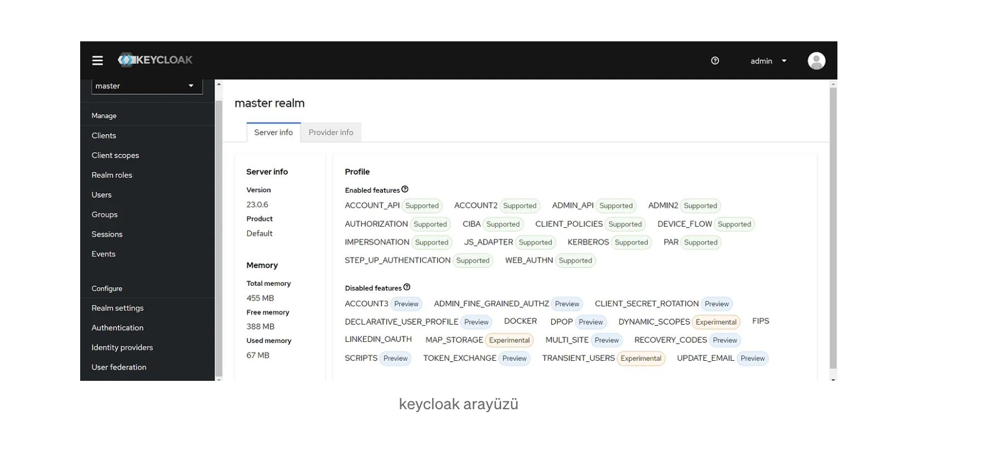 KEYCLOAK
admin
master
Manage
Clients
Client scopes
Realm roles
Users
Groups
Sessions
Events
Configure
Realm settings
Authentication
Identity providers
User federation
master realm
Server info Provider info
Server info
Version
23.0.6
Product
Default
Memory
Total memory
455 MB
Free memory
388 MB
Used memory
67 MB
Profile
Enabled features
ACCOUNT_API Supported ACCOUNT2 Supported ADMIN_API Supported ADMIN2 Supported
AUTHORIZATION Supported CIBA Supported CLIENT_POLICIES Supported DEVICE_FLOW Supported
IMPERSONATION Supported JS_ADAPTER Supported KERBEROS Supported PAR Supported
STEP_UP_AUTHENTICATION Supported WEB_AUTHN Supported
Disabled features
ACCOUNT3 Preview ADMIN_FINE_GRAINED_AUTHZ Preview CLIENT_SECRET_ROTATION Preview
DECLARATIVE_USER_PROFILE Preview DOCKER DPOP Preview DYNAMIC_SCOPES Experimental FIPS
LINKEDIN_OAUTH MAP_STORAGE Experimental MULTI_SITE Preview RECOVERY_CODES Preview
SCRIPTS Preview TOKEN_EXCHANGE Preview TRANSIENT_USERS Experimental UPDATE_EMAIL Preview
keycloak arayüzü